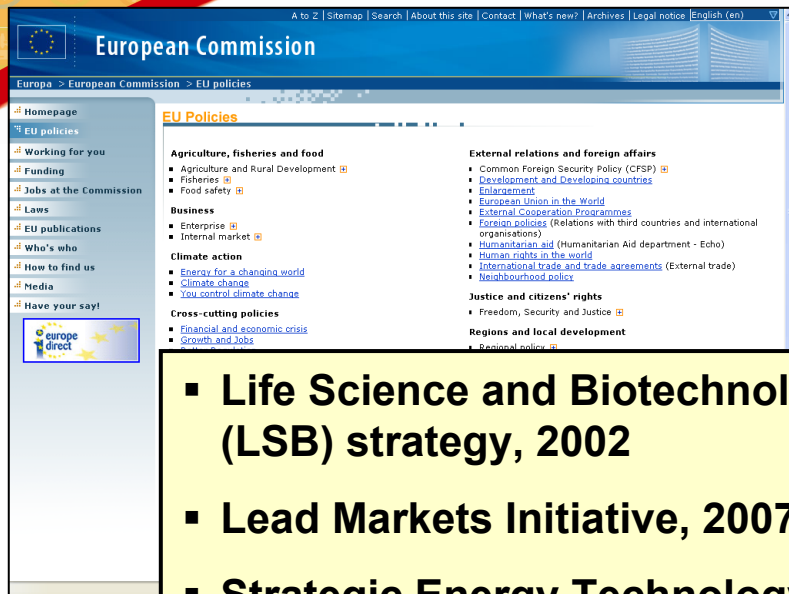 A to Z | Sitemap | Search | About this site | Contact | What's new? | Archives | Legal notice English (en)
European Commission
Europa > European Commission > EU policies
Homepage
EU policies
Working for you
Funding
Jobs at the Commission
Laws
EU publications
Who's who
How to find us
Media
Have your say!
europe
direct
EU Policies
Agriculture, fisheries and food
Agriculture and Rural Development
Fisheries
Food safety
Business
Enterprise
Internal market
Climate action
Energy for a changing world
Climate change
You control climate change
Cross-cutting policies
Financial and economic crisis
Growth and Jobs
External relations and foreign affairs
Common Foreign Security Policy (CFSP)
Development and Developing countries
Enlargement
European Union in the World
External Cooperation Programmes
Foreign policies (Relations with third countries and international
organisations)
Humanitarian aid (Humanitarian Aid department - Echo)
Human rights in the world
International trade and trade agreements (External trade)
Neighbourhood policy
Justice and citizens' rights
Freedom, Security and Justice
Regions and local development
Regional policy
▪ Life Science and Biotechnol
(LSB) strategy, 2002
▪ Lead Markets Initiative, 2007
▪ Strategic Energy Technology